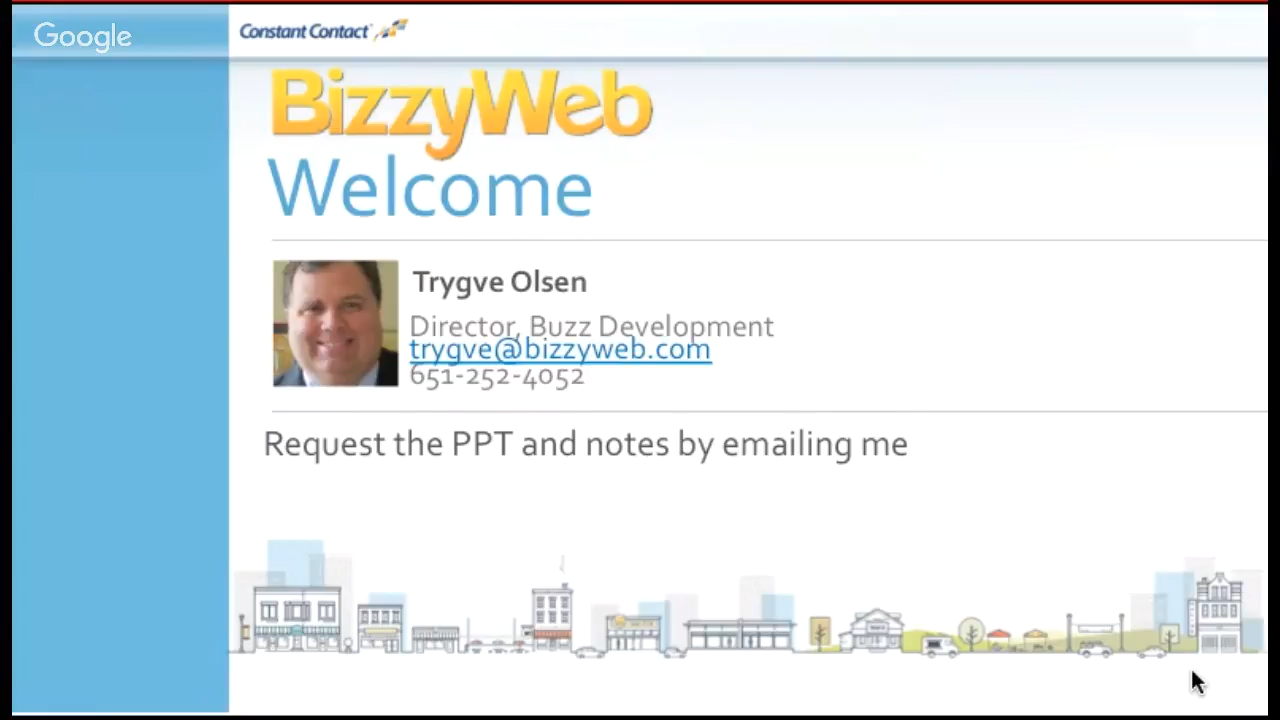 Google
Constant Contact
BizzyWeb
Welcome
Trygve Olsen
Director, Buzz Development
trygve@bizzyweb.com
651-252-4052
Request the PPT and notes by emailing me